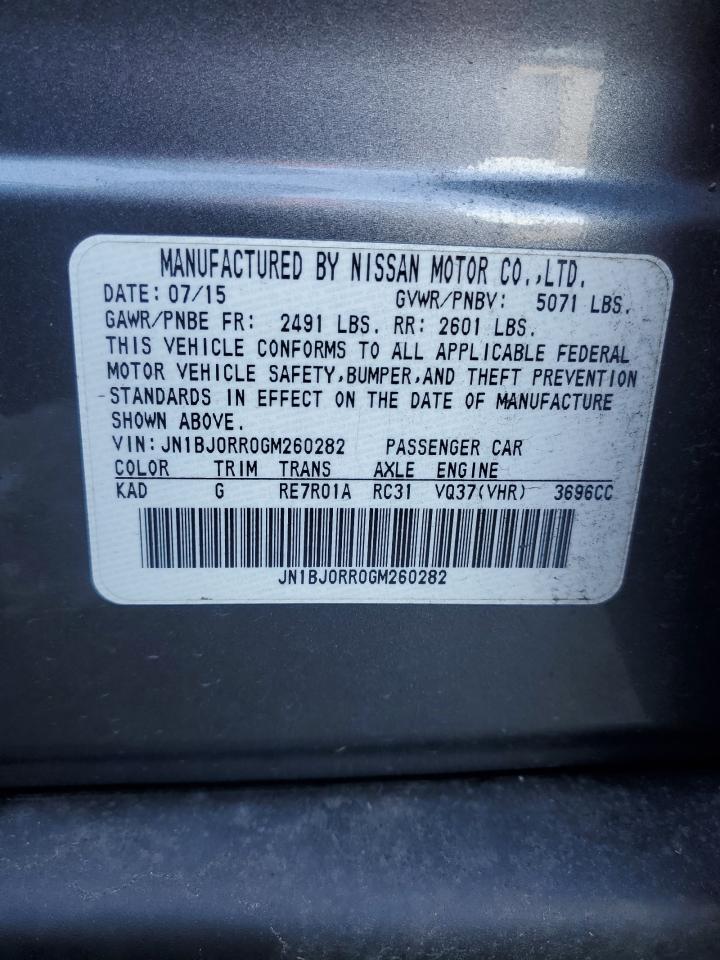 MANUFACTURED BY NISSAN MOTOR CO.,LTD.
DATE: 07/15 GVWR/PNBV: 5071 LBS.
GAWR/PNBE FR: 2491 LBS. RR: 2601 LBS.
THIS VEHICLE CONFORMS TO ALL APPLICABLE FEDERAL
MOTOR VEHICLE SAFETY,BUMPER,AND THEFT PREVENTION
STANDARDS IN EFFECT ON THE DATE OF MANUFACTURE
SHOWN ABOVE.
VIN: JN1BJ0RR0GM260282 PASSENGER CAR
COLOR TRIM TRANS AXLE ENGINE
KAD G RE7R01A RC31 VQ37(VHR) 3696CC
JN1BJ0RR0GM260282